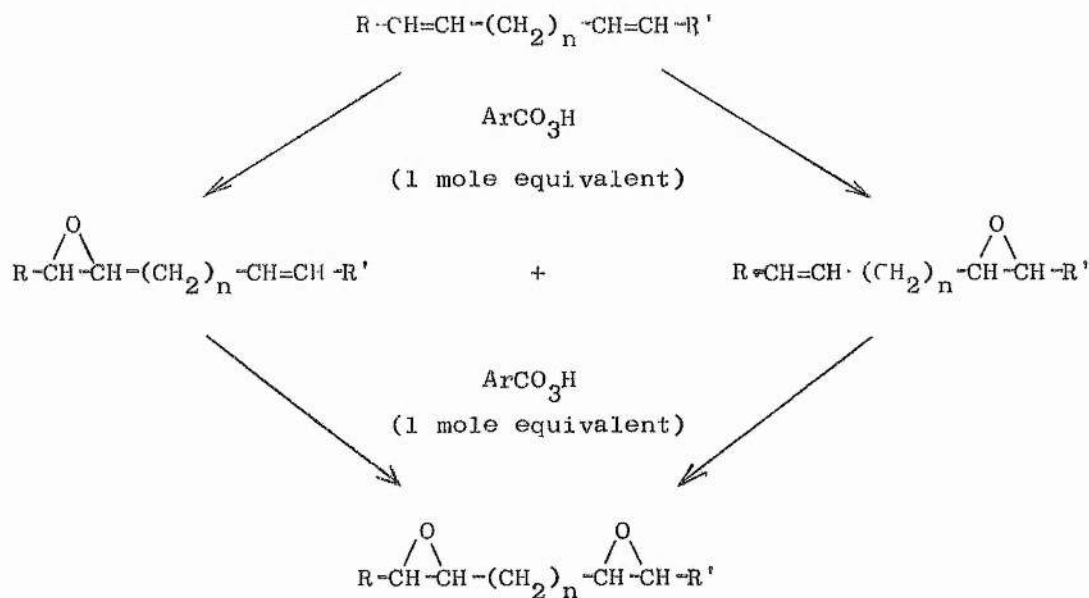 R-CH=CH-(CH2)n-CH=CH-R'
ArCO3H
(1 mole equivalent)
O
O
R-CH-CH-(CH2)n-CH=CH-R' + R-CH=CH-(CH2)n-CH-CH-R'
ArCO3H
(1 mole equivalent)
O O
R-CH-CH-(CH2)n-CH-CH-R'